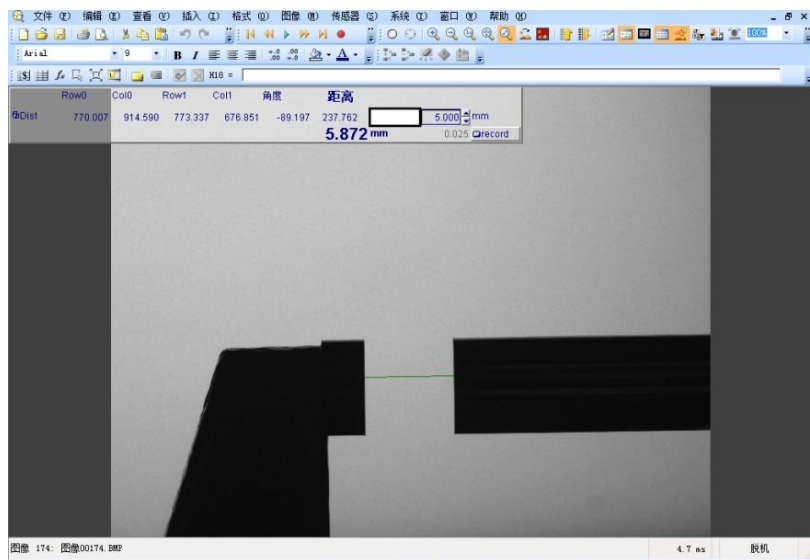 文件 (F) 编辑 (E) 查看 (V) 插入 (I) 格式 (O) 图像 (M) 传感器 (S) 系统 (Y) 窗口 (W) 帮助 (H)
100%
Arial 9 B I A
fx H18 =
Row0 Col0 Row1 Col1 角度 距离
Dist 770.007 914.590 773.337 676.851 -89.197 237.762 5.000 mm
5.872 mm 0.025 record
图像 174: 图像00174.BMP 4.7 ms 脱机